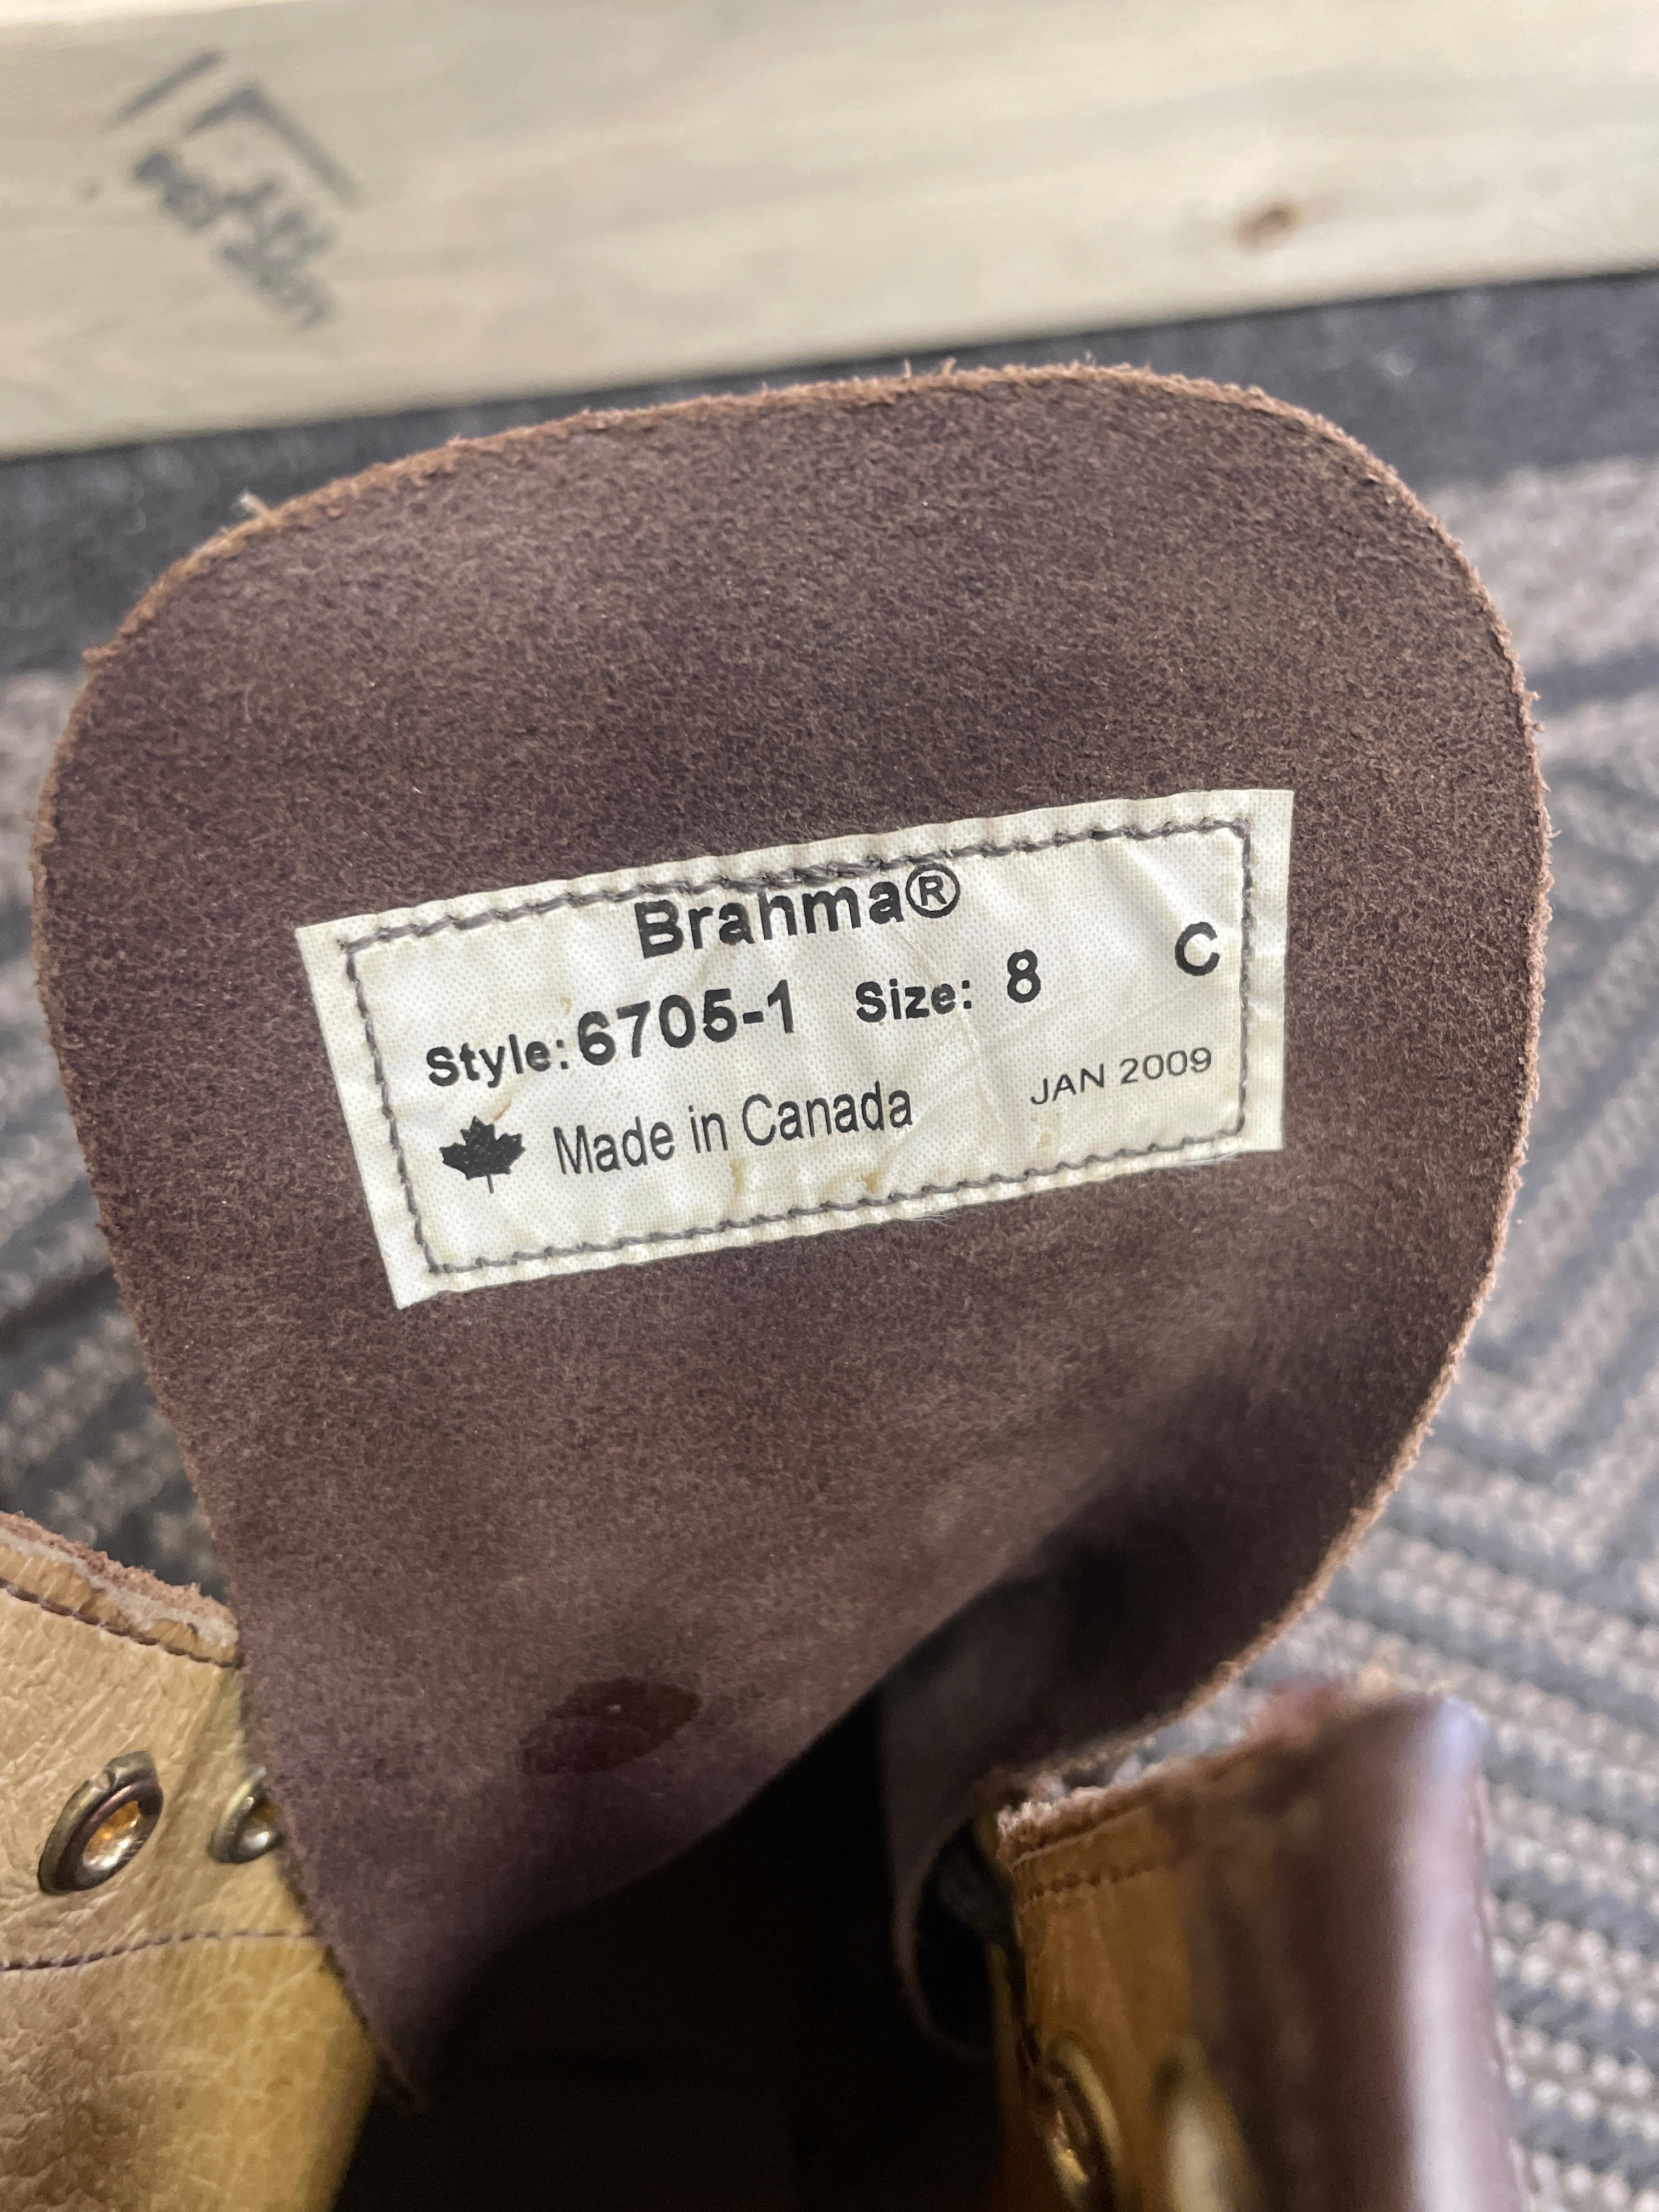 Brahma®
Style: 6705-1 Size: 8 C
Made in Canada JAN 2009